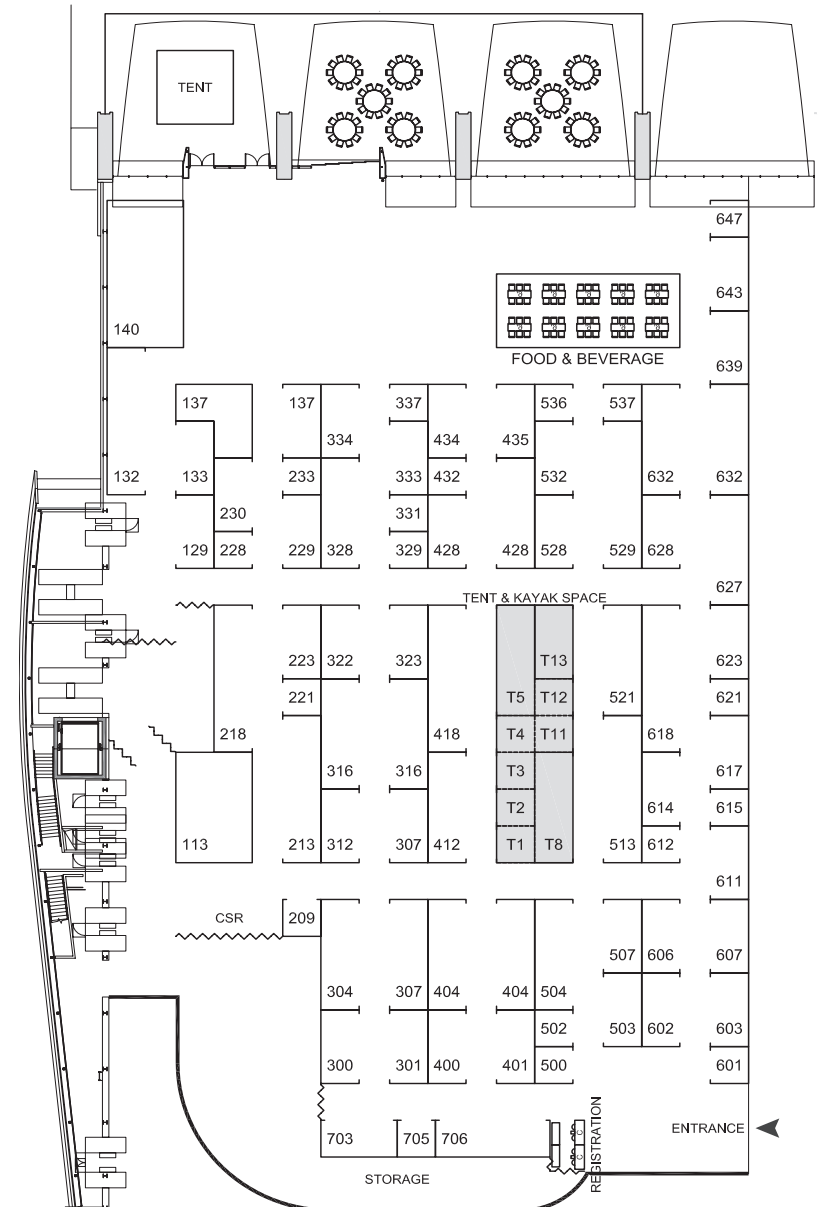 TENT
647
643
140
FOOD & BEVERAGE
639
137 137 337 536 537
334 434 435
132 133 233 333 432 532 632 632
230 331
129 228 229 328 329 428 428 528 529 628
TENT & KAYAK SPACE
627
223 322 323 T13 623
221 T5 T12 521 621
218 418 T4 T11 618
316 316 T3 617
T2 614 615
113 213 312 307 412 T1 T8 513 612
611
CSR 209
507 606 607
304 307 404 404 504
502 503 602 603
300 301 400 401 500 601
ENTRANCE
703 705 706
REGISTRATION
STORAGE